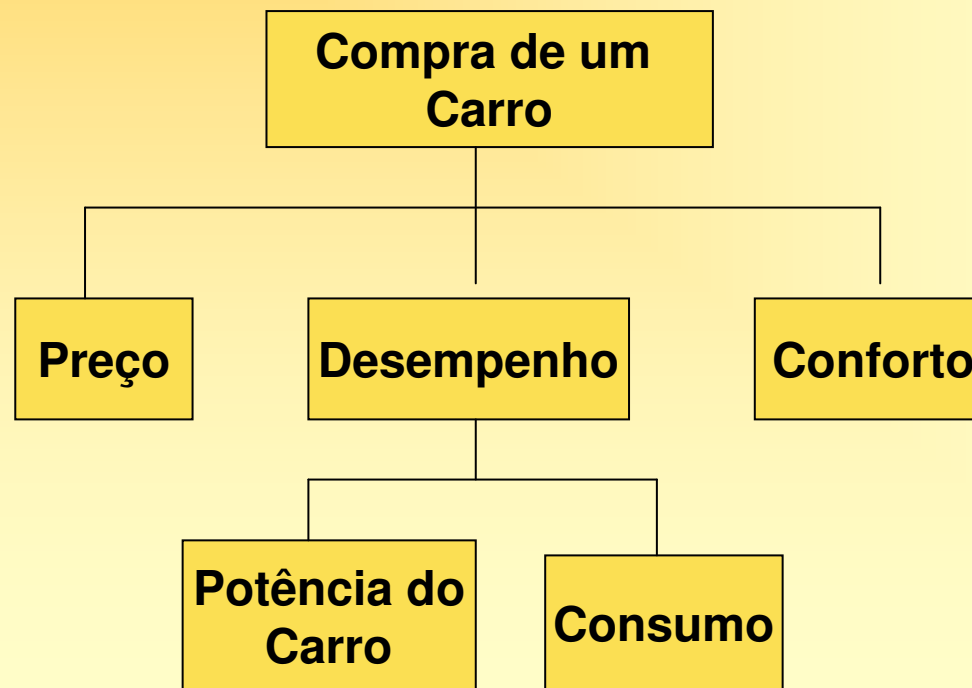 Compra de um
Carro
Preço
Desempenho
Conforto
Potência do
Carro
Consumo